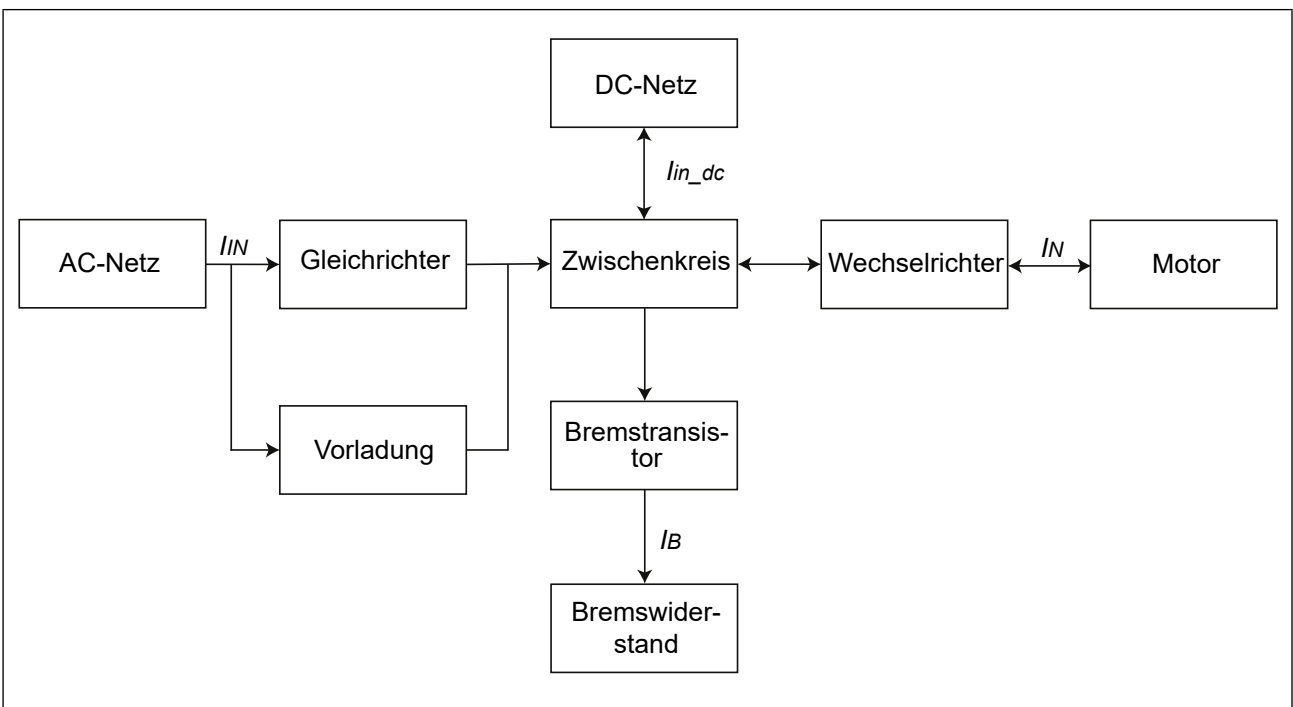 DC-Netz
Iin_dc
AC-Netz
IIN
Gleichrichter
Zwischenkreis
Wechselrichter
IN
Motor
Vorladung
Bremstransis-
tor
IB
Bremswider-
stand